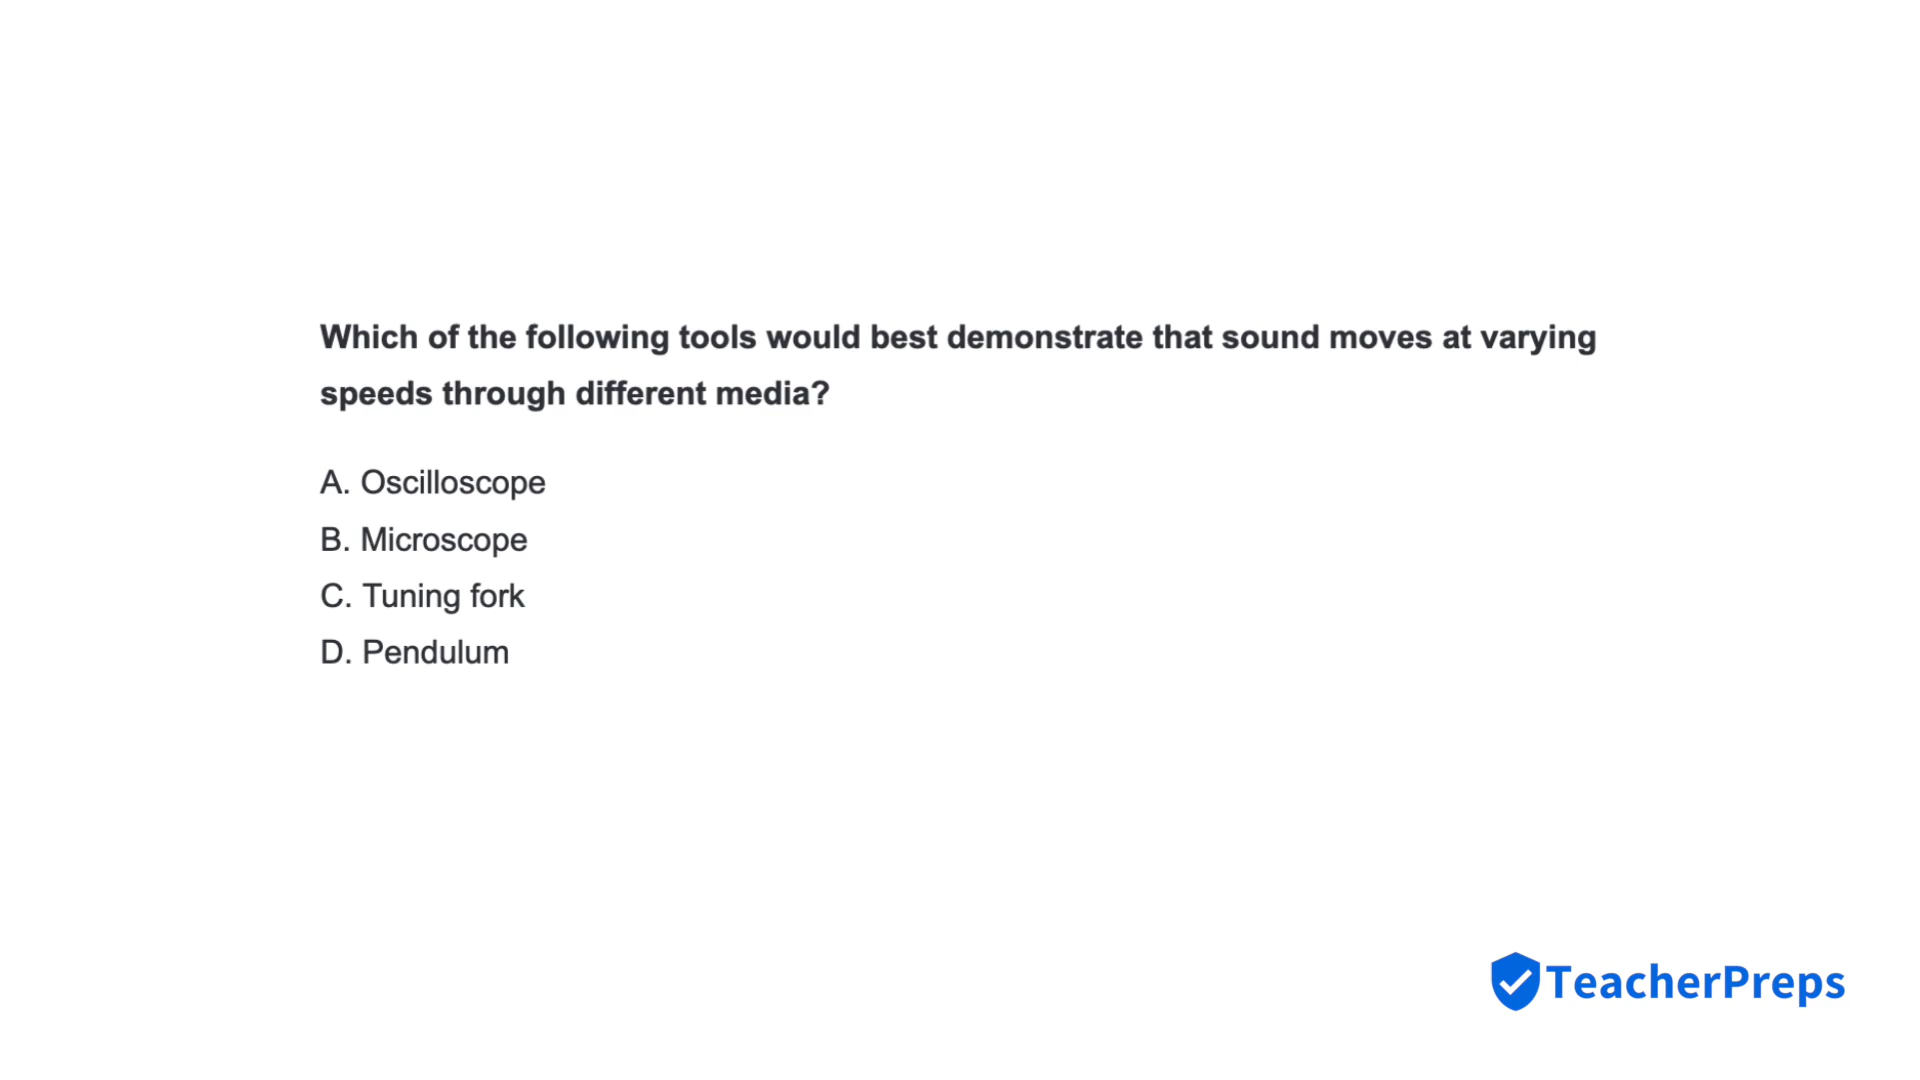 Which of the following tools would best demonstrate that sound moves at varying
speeds through different media?
A. Oscilloscope
B. Microscope
C. Tuning fork
D. Pendulum
TeacherPreps